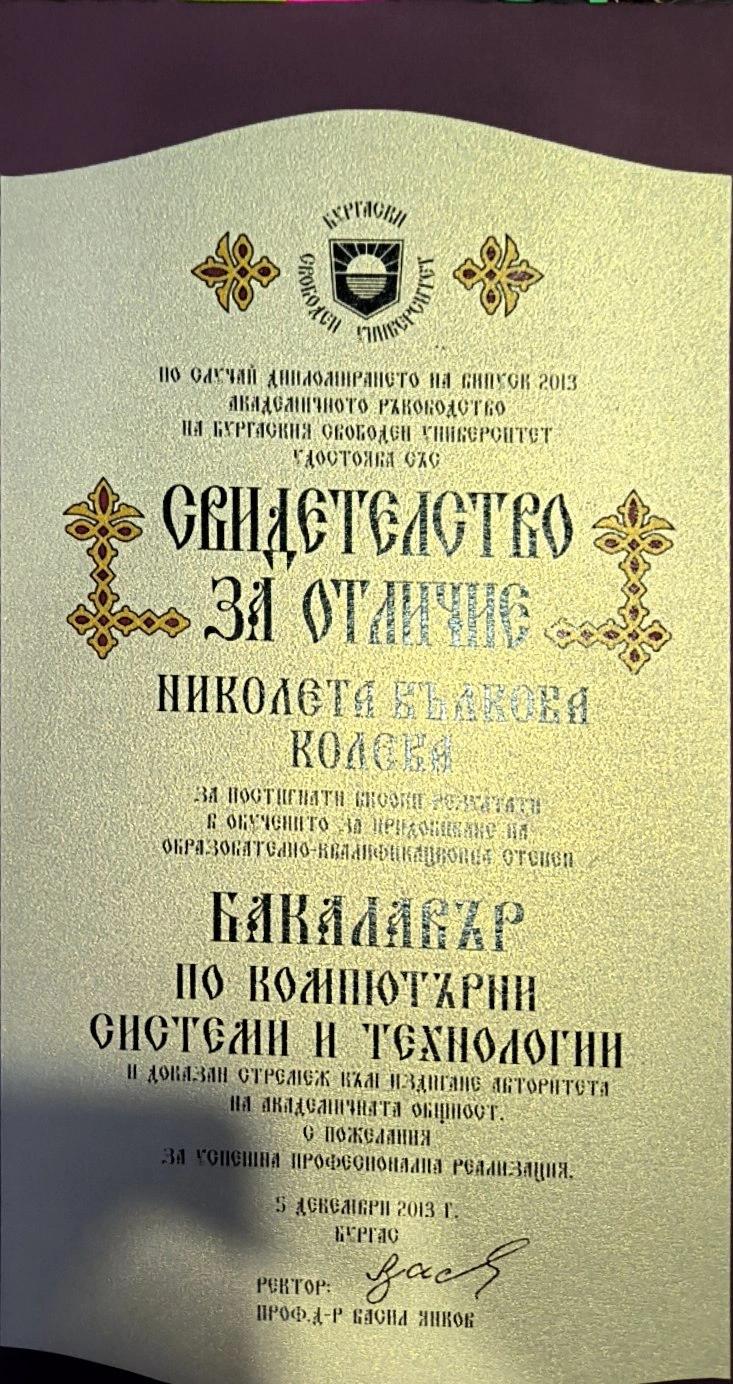 БУРГАСКИ
СВОБОДЕН УНИВЕРСИТЕТ
ПО СЛУЧАЙ ДИПЛОМИРАНЕТО НА ВИПУСК 2013
АКАДЕМИЧНОТО РЪКОВОДСТВО
НА БУРГАСКИЯ СВОБОДЕН УНИВЕРСИТЕТ
УДОСТОЯВА СЪС
СВИДЕТЕЛСТВО
ЗА ОТЛИЧИЕ
НИКОЛЕТА ВЪЛКОВА
КОЛЕВА
ЗА ПОСТИГНАТИ ВИСОКИ РЕЗУЛТАТИ
В ОБУЧЕНИТО ЗА ПРИДОБИВАНЕ НА
ОБРАЗОВАТЕЛНО-КВАЛИФИКАЦИОННА СТЕПЕН
БАКАЛАВЪР
ПО КОМПЮТЪРНИ
СИСТЕМИ И ТЕХНОЛОГИИ
И ДОКАЗАН СТРЕМЕЖ КЪМ ИЗДИГАНЕ АВТОРИТЕТА
НА АКАДЕМИЧНАТА ОБЩНОСТ.
С ПОЖЕЛАНИЯ
ЗА УСПЕШНА ПРОФЕСИОНАЛНА РЕАЛИЗАЦИЯ.
5 ДЕКЕМВРИ 2013 Г.
БУРГАС
РЕКТОР:
ПРОФ.Д-Р ВАСИЛ ЯНКОВ